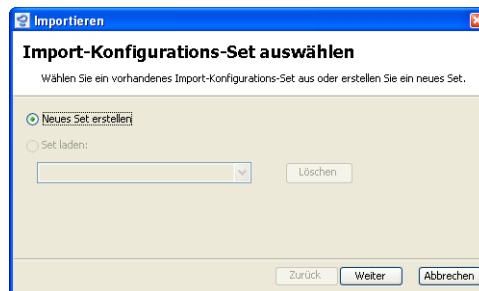 Importieren
Import-Konfigurations-Set auswählen
Wählen Sie ein vorhandenes Import-Konfigurations-Set aus oder erstellen Sie ein neues Set.
Neues Set erstellen
Set laden:
Löschen
Zurück Weiter Abbrechen